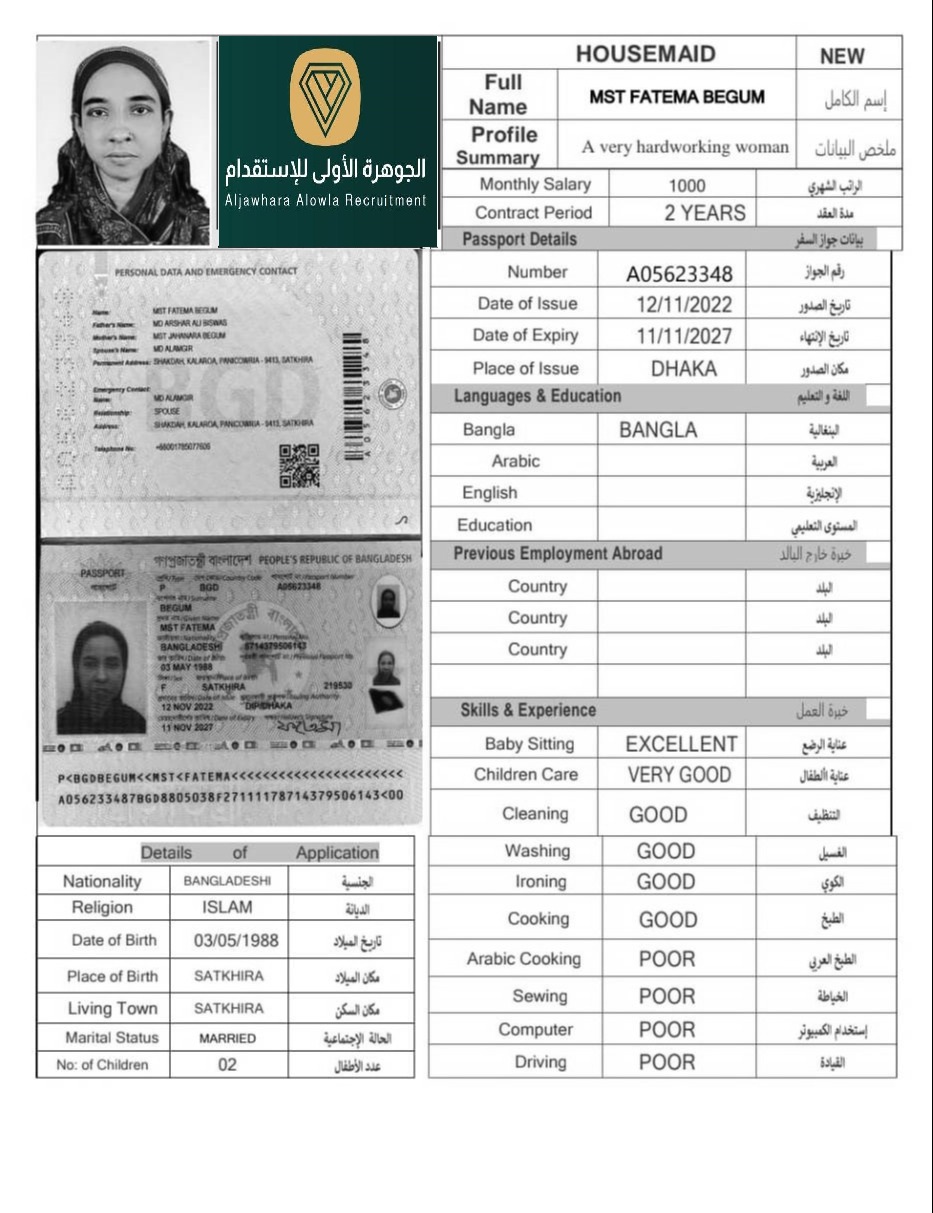 الجوهرة الأولى للإستقدام
Aljawhara Alowla Recruitment
HOUSEMAID NEW
Full Name MST FATEMA BEGUM إسم الكامل
Profile Summary A very hardworking woman ملخص البيانات
Monthly Salary 1000 الراتب الشهري
Contract Period 2 YEARS مدة العقد
Passport Details بيانات جواز السفر
Number A05623348 رقم الجواز
Date of Issue 12/11/2022 تاريخ الصدور
Date of Expiry 11/11/2027 تاريخ الإنتهاء
Place of Issue DHAKA مكان الصدور
Languages & Education اللغة و التعليم
Bangla BANGLA البنغالية
Arabic العربية
English الإنجليزية
Education المستوى التعليمي
Previous Employment Abroad خبرة خارج البالد
Country البلد
Country البلد
Country البلد
Skills & Experience خبرة العمل
Baby Sitting EXCELLENT عناية الرضع
Children Care VERY GOOD عناية األطفال
Cleaning GOOD التنظيف
Washing GOOD الغسيل
Ironing GOOD الكوي
Cooking GOOD الطبخ
Arabic Cooking POOR الطبخ العربي
Sewing POOR الخياطة
Computer POOR إستخدام الكمبيوتر
Driving POOR القيادة
PERSONAL DATA AND EMERGENCY CONTACT
Name: MST FATEMA BEGUM
Father's Name: MD ARSHAR ALI BISWAS
Mother's Name: MST JAHANARA BEGUM
Spouse's Name: MD ALAMGIR
Permanent Address: SHAKDAH, KALAROA, PANICOWRIA - 9413, SATKHIRA
Emergency Contact:
Name: MD ALAMGIR
Relationship: SPOUSE
Address: SHAKDAH, KALAROA, PANICOWRIA - 9413, SATKHIRA
Telephone No:
BGD
গণপ্রজাতন্ত্রী বাংলাদেশ PEOPLE'S REPUBLIC OF BANGLADESH
PASSPORT
পাসপোর্ট
P BGD A05623348
BEGUM
MST FATEMA
BANGLADESHI 8714379506143
03 MAY 1988
F SATKHIRA 219530
12 NOV 2022 DIP/DHAKA
11 NOV 2027
P<BGDBEGUM<<MST<FATEMA<<<<<<<<<<<<<<<<<<<<<<
A056233487BGD8805038F27111178714379506143<00
Details of Application
Nationality BANGLADESHI الجنسية
Religion ISLAM الديانة
Date of Birth 03/05/1988 تاريخ الميلاد
Place of Birth SATKHIRA مكان الميلاد
Living Town SATKHIRA مكان السكن
Marital Status MARRIED الحالة الإجتماعية
No: of Children 02 عدد الأطفال